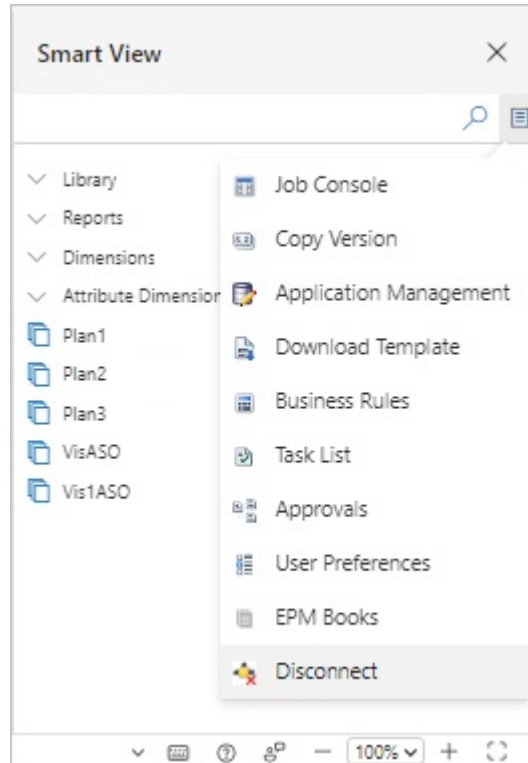 Smart View
Library
Reports
Dimensions
Attribute Dimension
Plan1
Plan2
Plan3
VisASO
Vis1ASO
Job Console
Copy Version
Application Management
Download Template
Business Rules
Task List
Approvals
User Preferences
EPM Books
Disconnect
100%